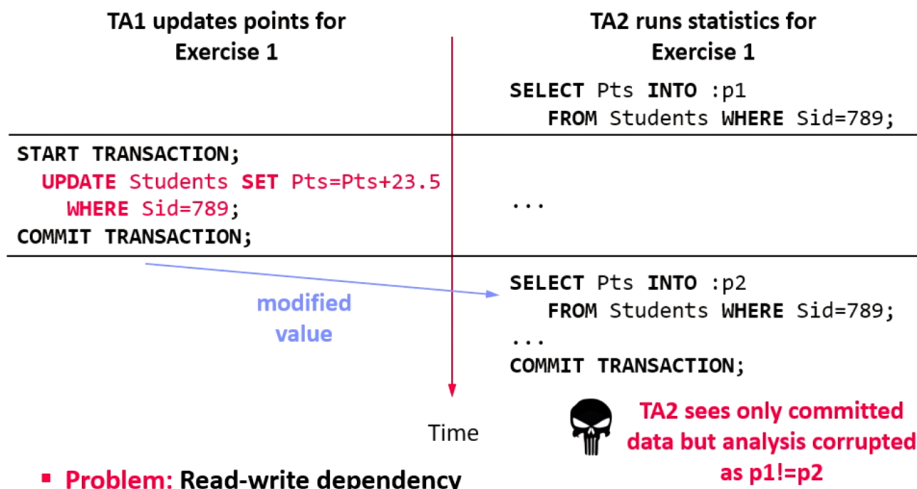 TA1 updates points for
Exercise 1
TA2 runs statistics for
Exercise 1
SELECT Pts INTO :p1
FROM Students WHERE Sid=789;
START TRANSACTION;
UPDATE Students SET Pts=Pts+23.5
WHERE Sid=789;
COMMIT TRANSACTION;
...
modified
value
SELECT Pts INTO :p2
FROM Students WHERE Sid=789;
...
COMMIT TRANSACTION;
Time
TA2 sees only committed
data but analysis corrupted
as p1!=p2
▪ Problem: Read-write dependency